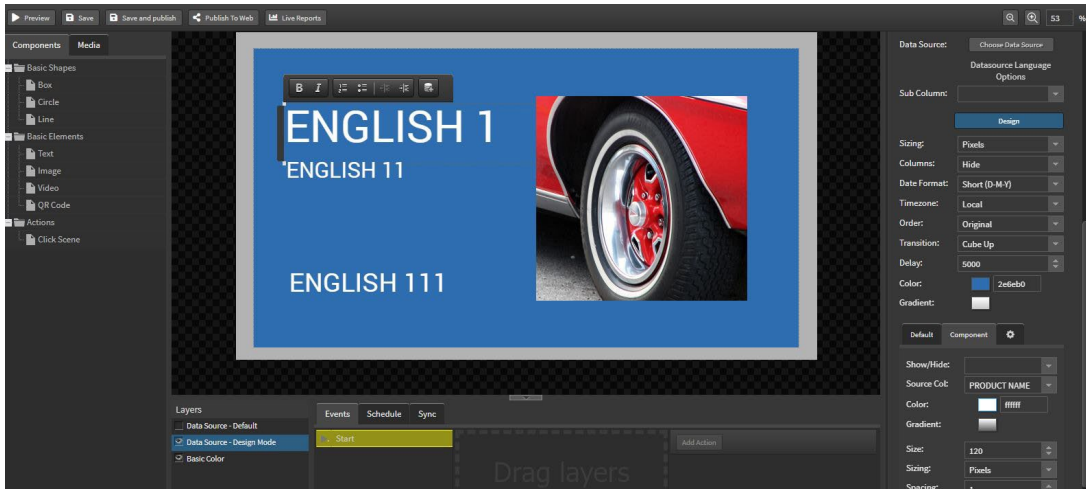 Preview Save Save and publish Publish To Web Live Reports 53 %
Components Media
Basic Shapes
Box
Circle
Line
Basic Elements
Text
Image
Video
QR Code
Actions
Click Scene
B I
ENGLISH 1
ENGLISH 11
ENGLISH 111
Layers
Data Source - Default
Data Source - Design Mode
Basic Color
Events Schedule Sync
Start
Drag layers
Add Action
Data Source: Choose Data Source
Datasource Language
Options
Sub Column:
Design
Sizing: Pixels
Columns: Hide
Date Format: Short (D-M-Y)
Timezone: Local
Order: Original
Transition: Cube Up
Delay: 5000
Color: 2e6eb0
Gradient:
Default Component
Show/Hide:
Source Col: PRODUCT NAME
Color: ffffff
Gradient:
Size: 120
Sizing: Pixels
Spacing: 1